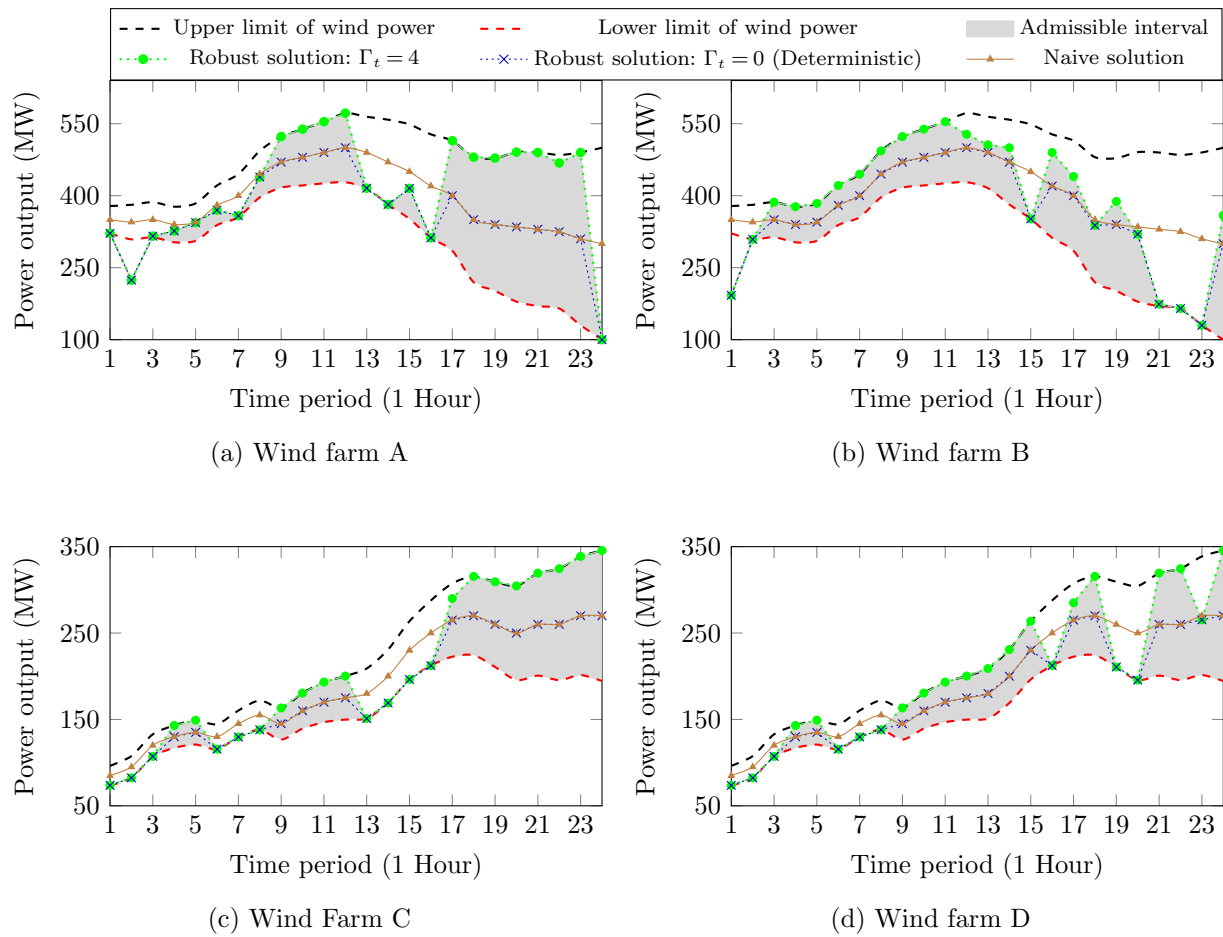 Upper limit of wind power Lower limit of wind power Admissible interval
Robust solution: Γt = 4 Robust solution: Γt = 0 (Deterministic) Naive solution
Power output (MW)
550
400
250
100
1 3 5 7 9 11 13 15 17 19 21 23
Time period (1 Hour)
(a) Wind farm A
Power output (MW)
550
400
250
100
1 3 5 7 9 11 13 15 17 19 21 23
Time period (1 Hour)
(b) Wind farm B
Power output (MW)
350
250
150
50
1 3 5 7 9 11 13 15 17 19 21 23
Time period (1 Hour)
(c) Wind Farm C
Power output (MW)
350
250
150
50
1 3 5 7 9 11 13 15 17 19 21 23
Time period (1 Hour)
(d) Wind farm D